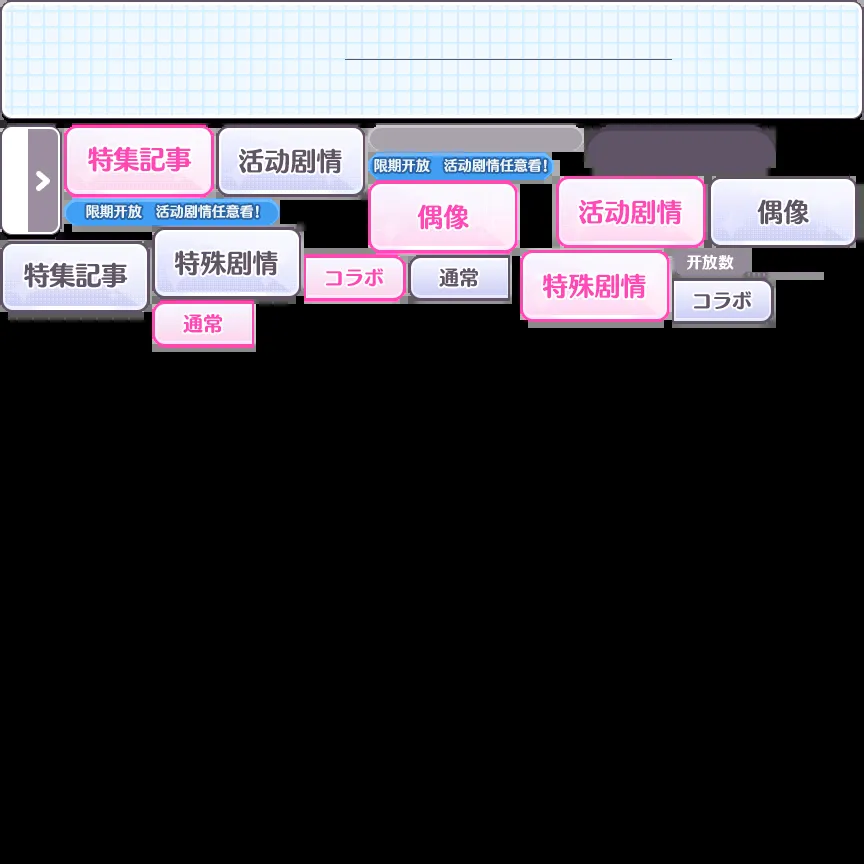 特集記事
活动剧情
限期开放　活动剧情任意看!
限期开放　活动剧情任意看!
偶像
活动剧情
偶像
特集記事
特殊剧情
コラボ
通常
特殊剧情
开放数
コラボ
通常